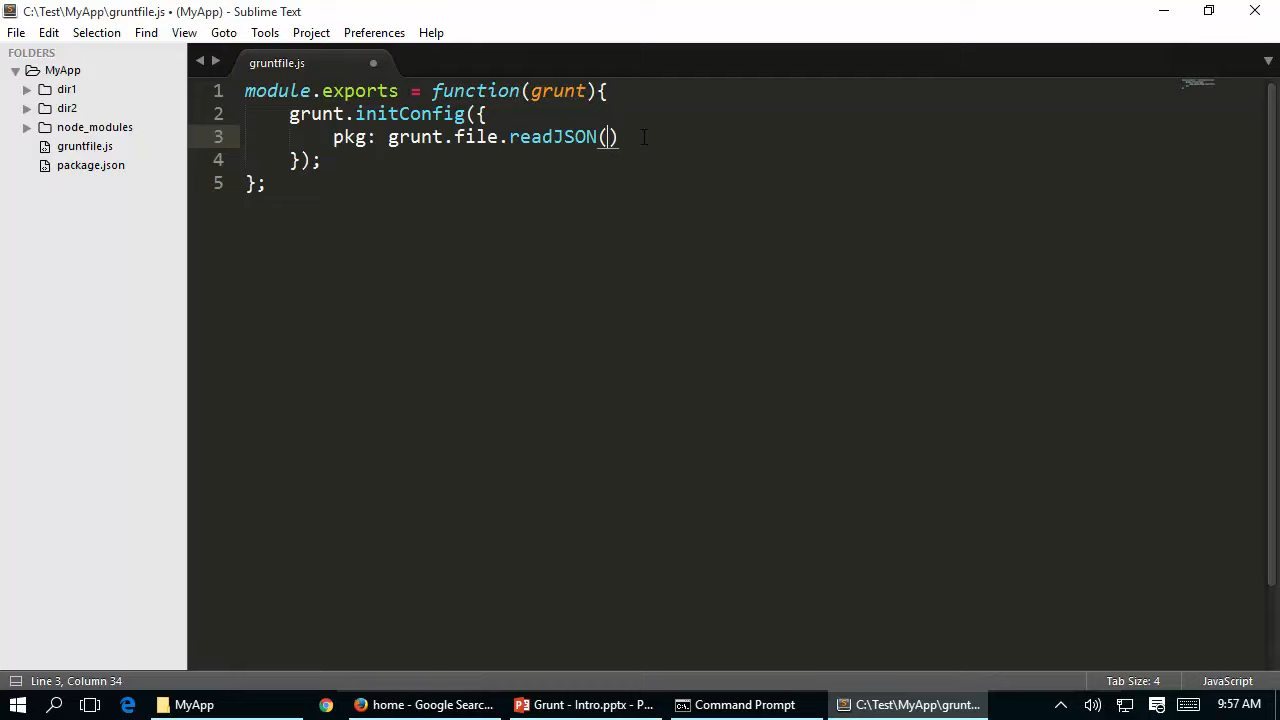 C:\Test\MyApp\gruntfile.js • (MyApp) - Sublime Text
File Edit Selection Find View Goto Tools Project Preferences Help
FOLDERS
MyApp
dir1
dir2
node_modules
gruntfile.js
package.json
gruntfile.js
1 module.exports = function(grunt){
2 grunt.initConfig({
3 pkg: grunt.file.readJSON()
4 });
5 };
Line 3, Column 34
Tab Size: 4
JavaScript
MyApp
home - Google Searc...
Grunt - Intro.pptx - P...
Command Prompt
C:\Test\MyApp\grunt...
9:57 AM